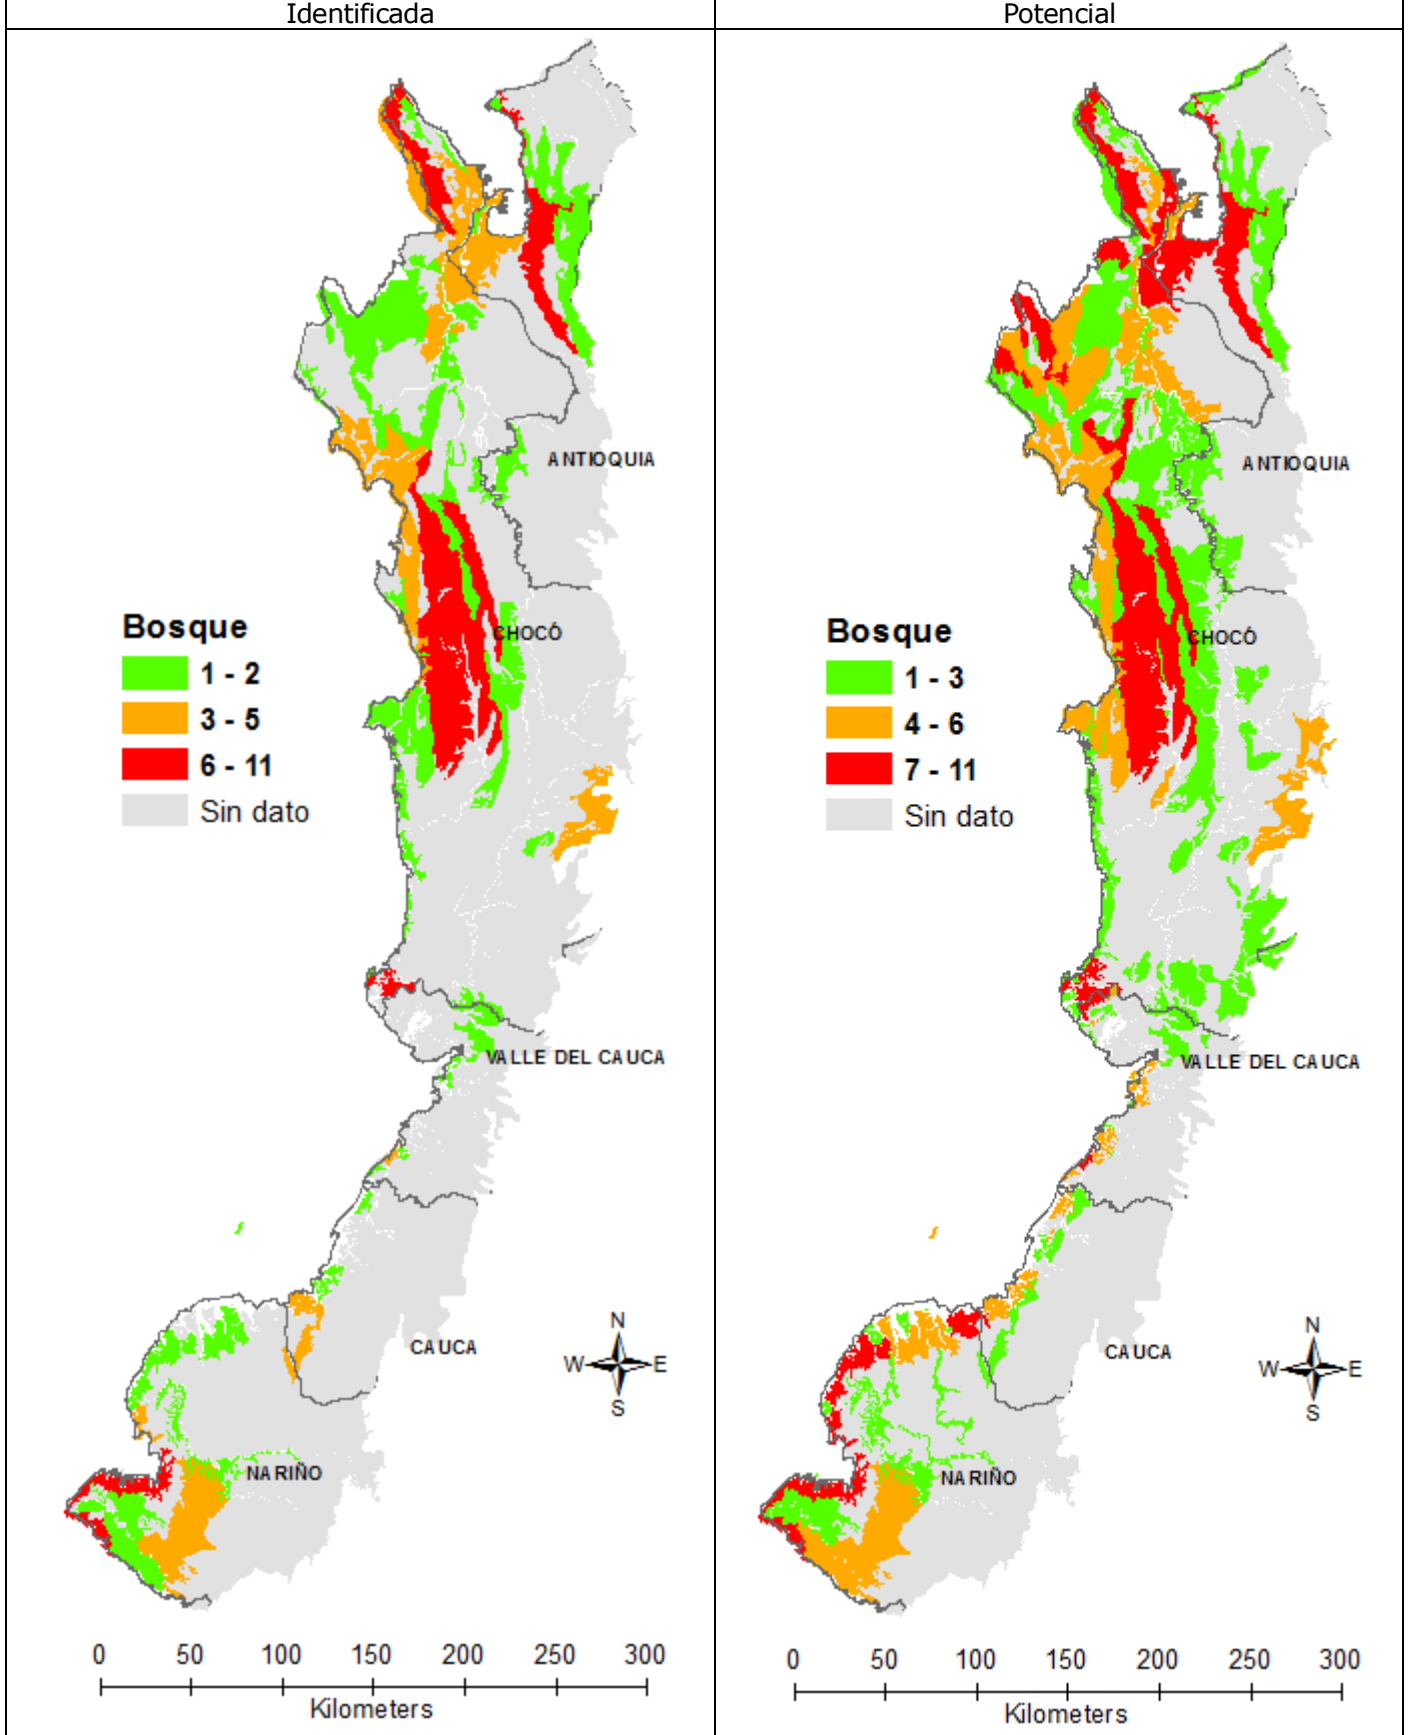 Identificada
Potencial
ANTIOQUIA
Bosque
1 - 2
3 - 5
6 - 11
Sin dato
CHOCÓ
VALLE DEL CAUCA
CAUCA
N
W E
S
NARIÑO
0 50 100 150 200 250 300
Kilometers
ANTIOQUIA
Bosque
1 - 3
4 - 6
7 - 11
Sin dato
CHOCÓ
VALLE DEL CAUCA
CAUCA
N
W E
S
NARIÑO
0 50 100 150 200 250 300
Kilometers